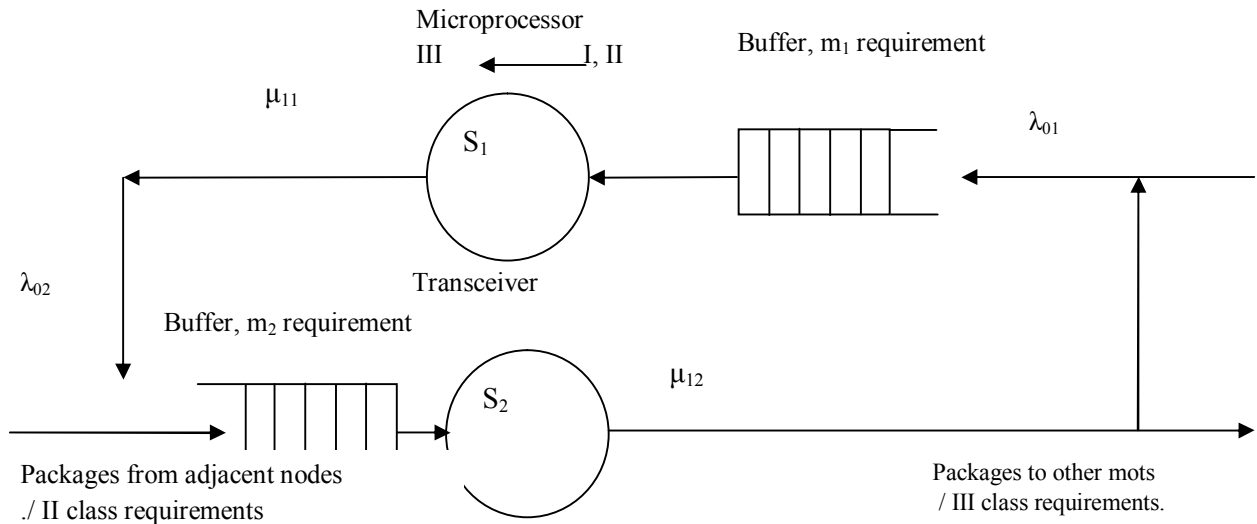 Microprocessor
III
I, II
Buffer, m₁ requirement
μ₁₁
λ₀₁
S₁
λ₀₂
Transceiver
Buffer, m₂ requirement
μ₁₂
S₂
Packages from adjacent nodes
./ II class requirements
Packages to other mots
/ III class requirements.